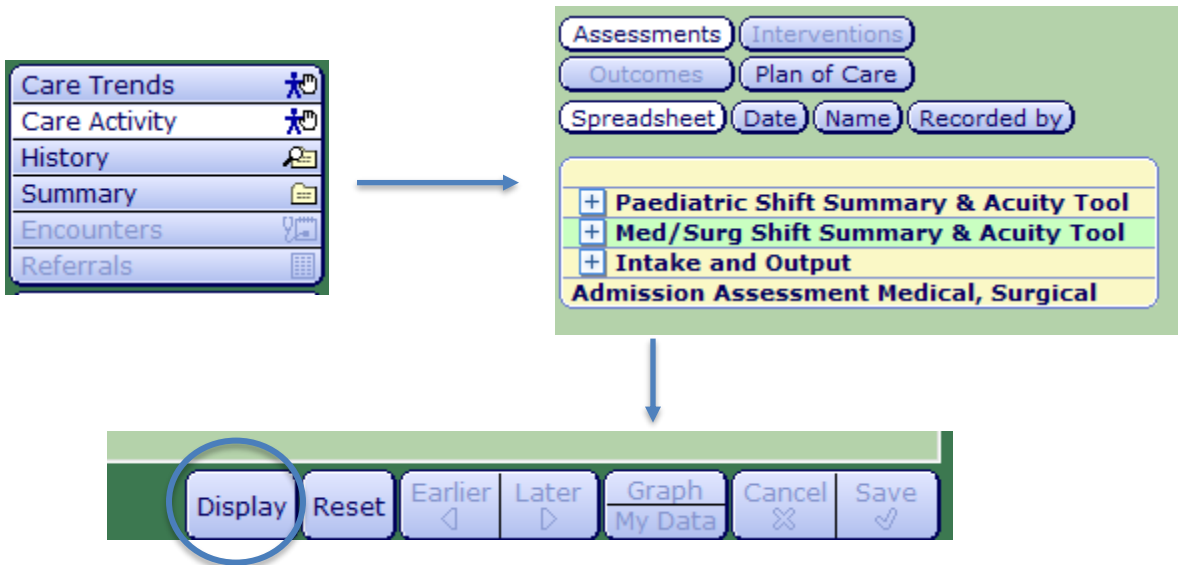 Care Trends
Care Activity
History
Summary
Encounters
Referrals
Assessments Interventions
Outcomes Plan of Care
Spreadsheet Date Name Recorded by
Paediatric Shift Summary & Acuity Tool
Med/Surg Shift Summary & Acuity Tool
Intake and Output
Admission Assessment Medical, Surgical
Display Reset Earlier Later Graph My Data Cancel Save